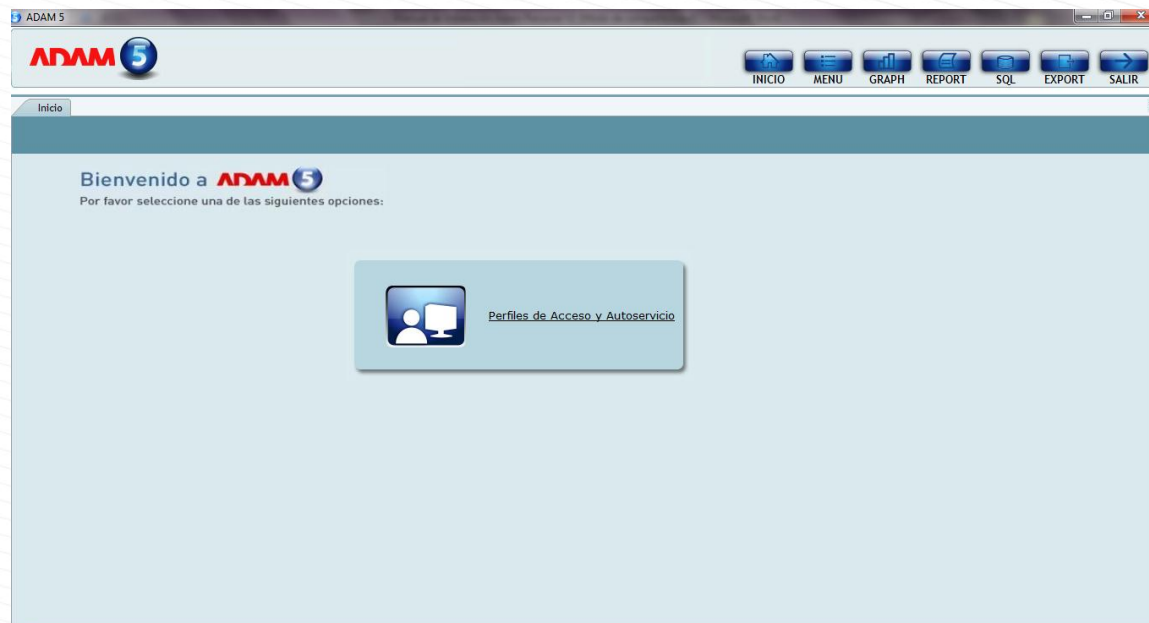 ADAM 5
ADAM 5
INICIO MENU GRAPH REPORT SQL EXPORT SALIR
Inicio
Bienvenido a ADAM 5
Por favor seleccione una de las siguientes opciones:
Perfiles de Acceso y Autoservicio